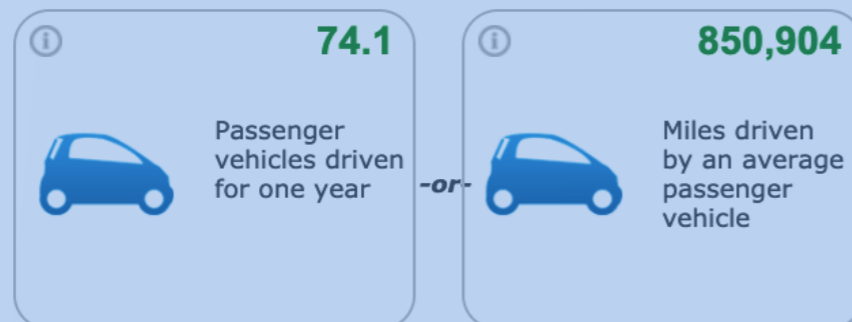 74.1
Passenger
vehicles driven
for one year
-or-
850,904
Miles driven
by an average
passenger
vehicle